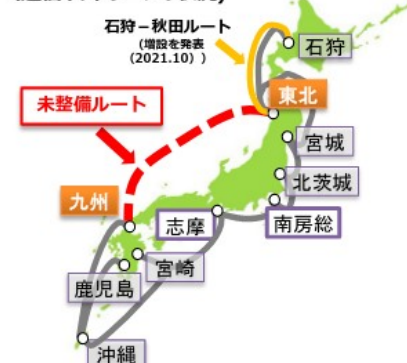 石狩－秋田ルート
（増設を発表
（2021.10））
石狩
未整備ルート
東北
宮城
北茨城
九州
志摩
南房総
宮崎
鹿児島
沖縄